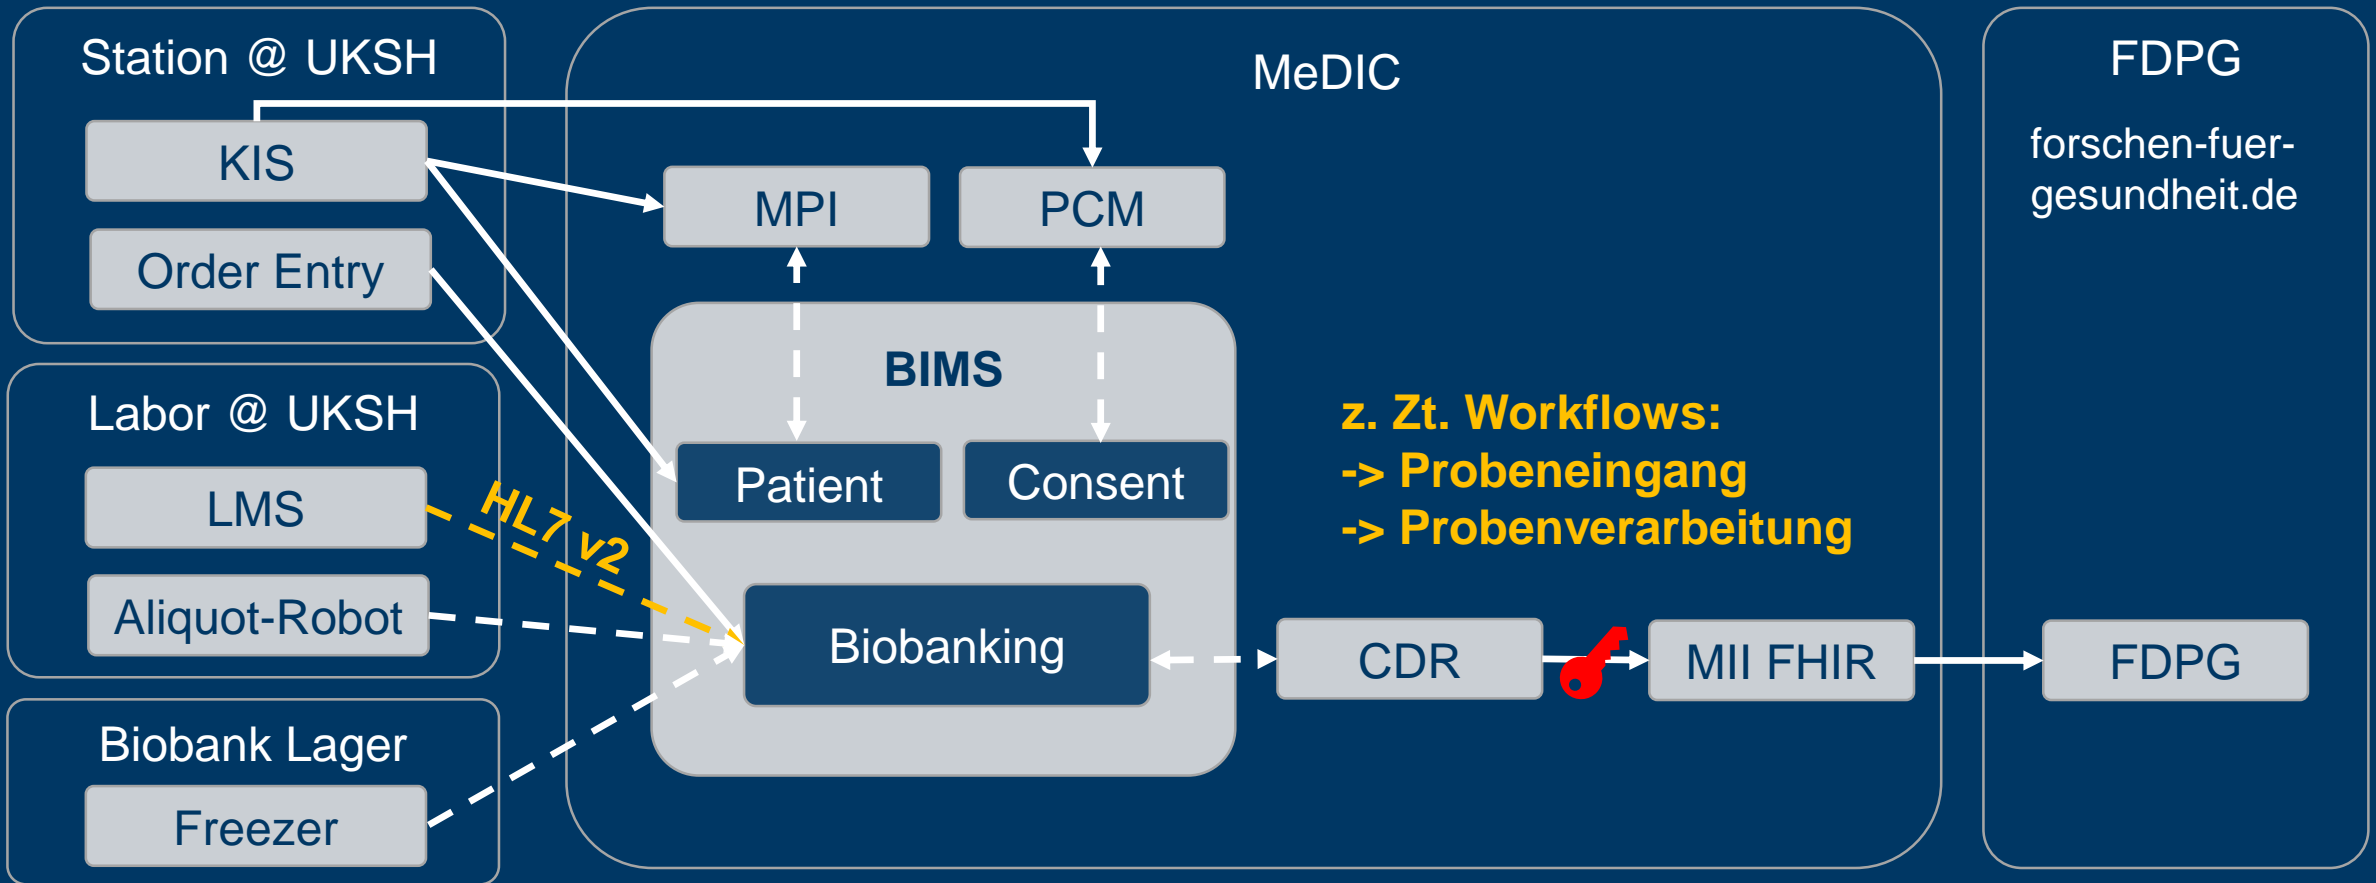 Station @ UKSH
KIS
Order Entry
Labor @ UKSH
LMS
Aliquot-Robot
HL7 v2
Biobank Lager
Freezer
MeDIC
MPI
PCM
BIMS
Patient
Consent
Biobanking
z. Zt. Workflows:
-> Probeneingang
-> Probenverarbeitung
CDR
MII FHIR
FDPG
forschen-fuer-
gesundheit.de
FDPG